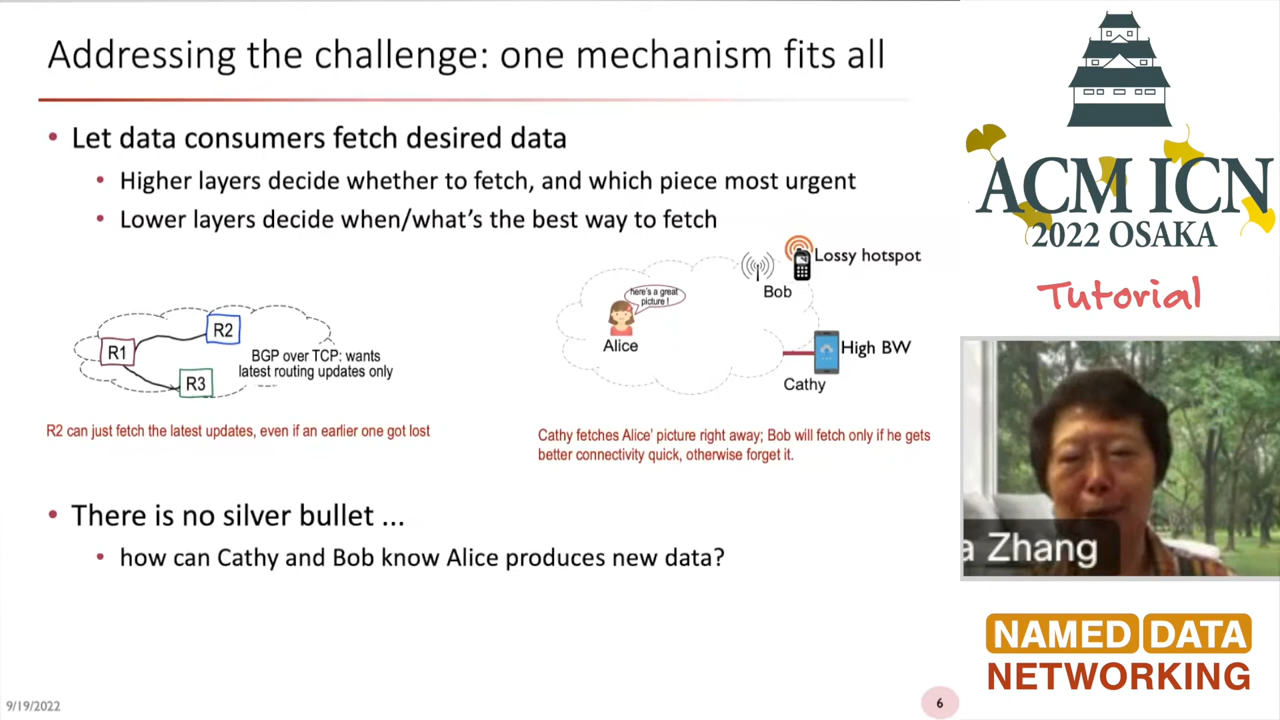 Addressing the challenge: one mechanism fits all
• Let data consumers fetch desired data
• Higher layers decide whether to fetch, and which piece most urgent
• Lower layers decide when/what's the best way to fetch
R1
R2
R3
BGP over TCP: wants
latest routing updates only
R2 can just fetch the latest updates, even if an earlier one got lost
here's a great
picture !
Alice
Bob
Lossy hotspot
High BW
Cathy
Cathy fetches Alice' picture right away; Bob will fetch only if he gets
better connectivity quick, otherwise forget it.
• There is no silver bullet ...
• how can Cathy and Bob know Alice produces new data?
9/19/2022
6
ACM ICN
2022 OSAKA
Tutorial
a Zhang
NAMED DATA
NETWORKING